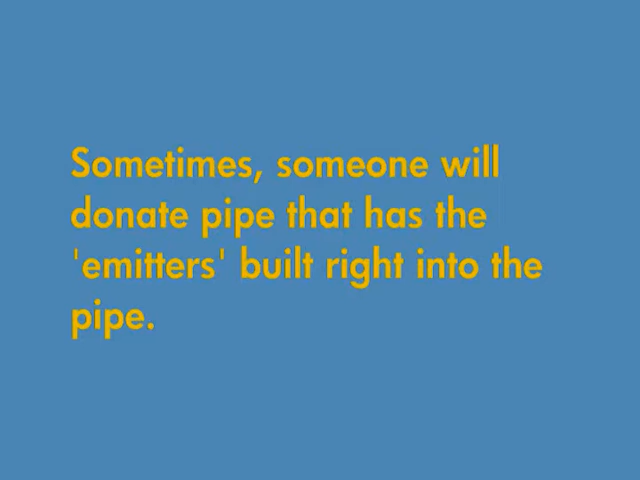 Sometimes, someone will
donate pipe that has the
'emitters' built right into the
pipe.